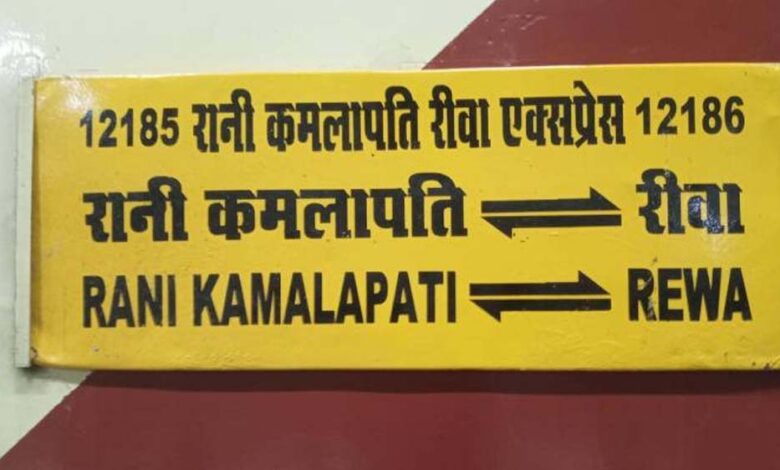 12185 रानी कमलापति रीवा एक्सप्रेस 12186
रानी कमलापति ⇌ रीवा
RANI KAMALAPATI ⇌ REWA